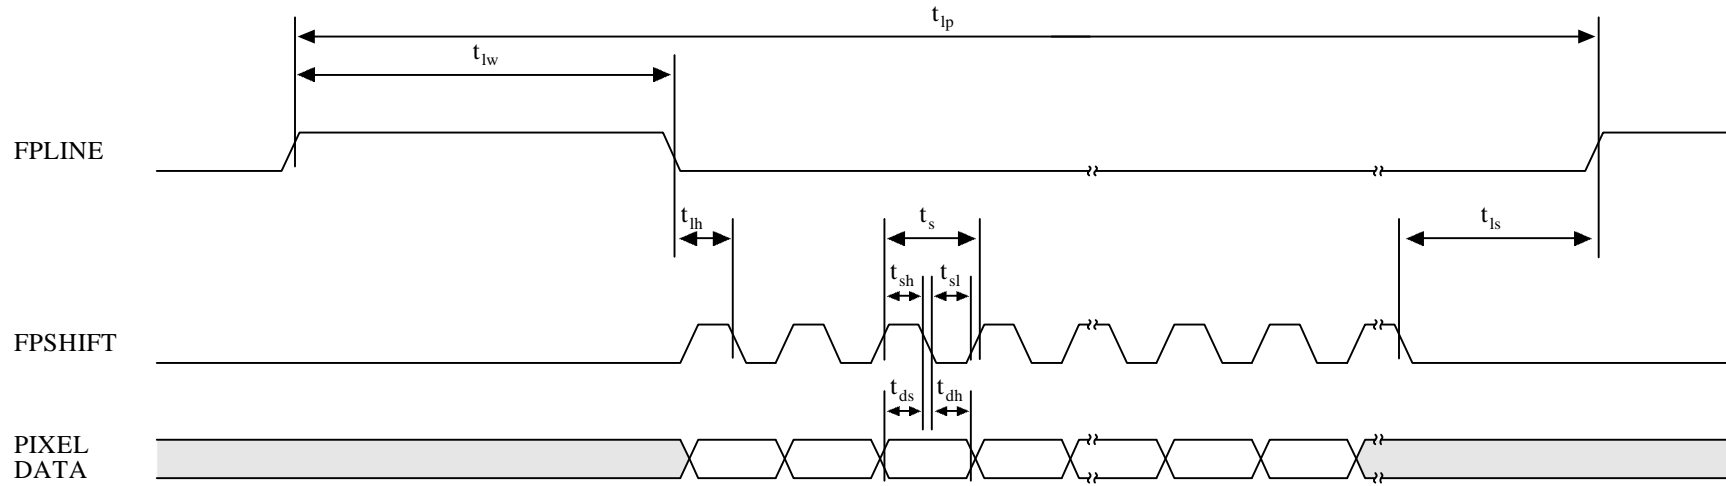 t_lp
t_lw
FPLINE
t_lh
t_s
t_ls
t_sh
t_sl
FPSHIFT
t_ds
t_dh
PIXEL
DATA